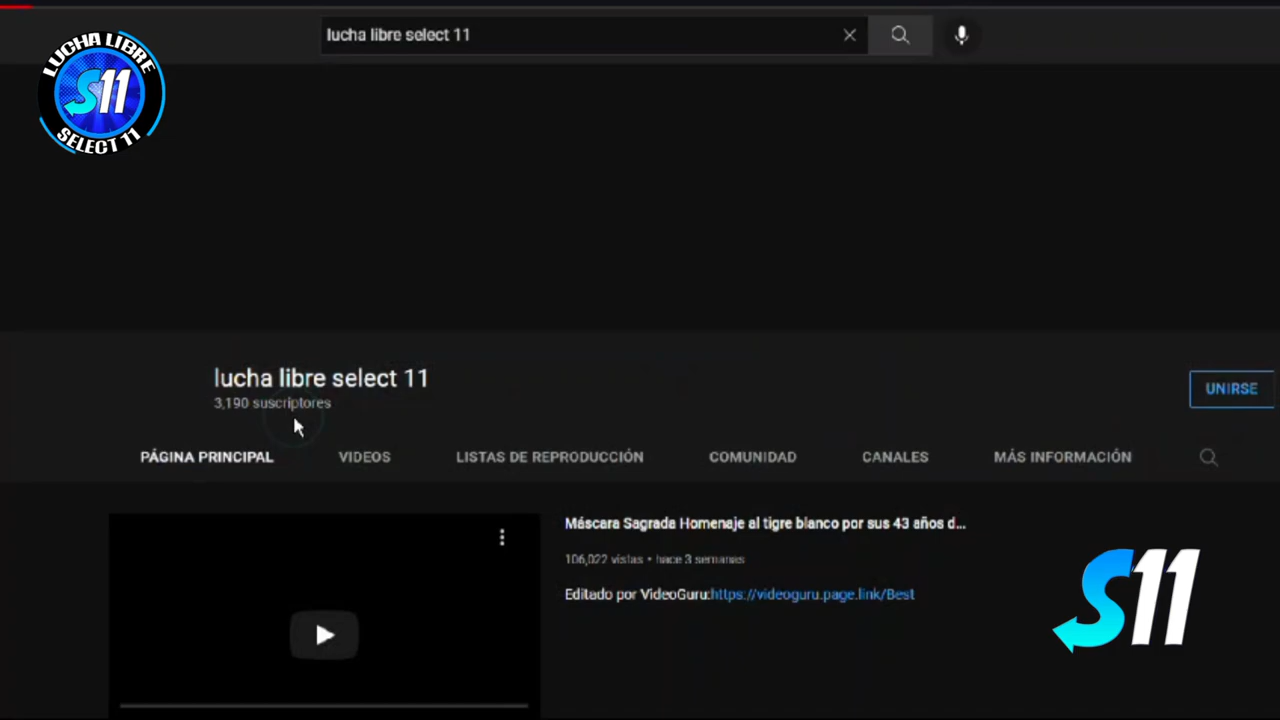 lucha libre select 11
LUCHA LIBRE
S11
SELECT 11
lucha libre select 11
3,190 suscriptores
UNIRSE
PÁGINA PRINCIPAL VIDEOS LISTAS DE REPRODUCCIÓN COMUNIDAD CANALES MÁS INFORMACIÓN
Máscara Sagrada Homenaje al tigre blanco por sus 43 años d...
106,022 vistas • hace 3 semanas
Editado por VideoGuru:https://videoguru.page.link/Best
S11